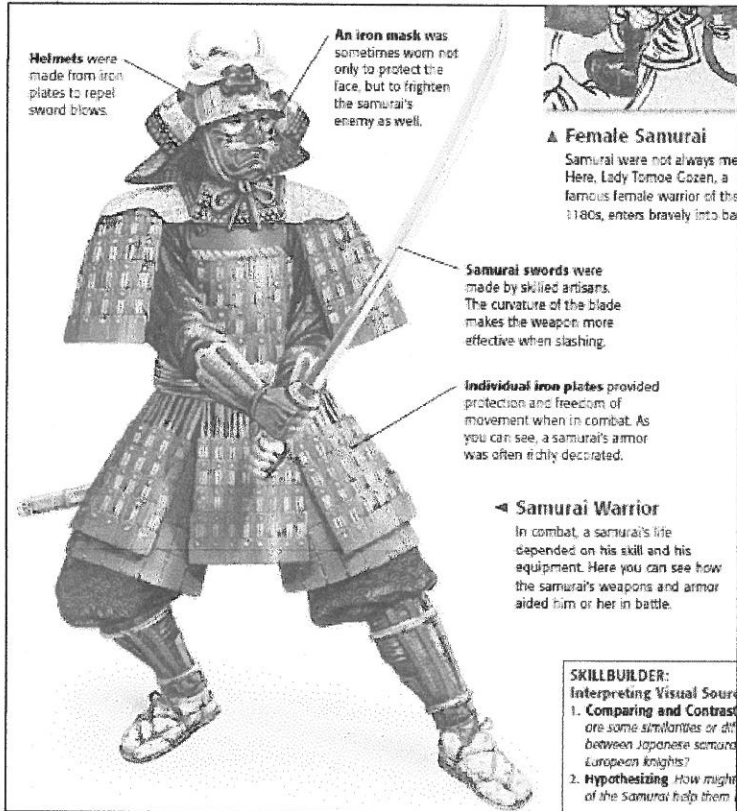 Helmets were
made from iron
plates to repel
sword blows.
An iron mask was
sometimes worn not
only to protect the
face, but to frighten
the samurai's
enemy as well.
▲ Female Samurai
Samurai were not always me
Here, Lady Tomoe Gozen, a
famous female warrior of the
1180s, enters bravely into ba
Samurai swords were
made by skilled artisans.
The curvature of the blade
makes the weapon more
effective when slashing.
Individual iron plates provided
protection and freedom of
movement when in combat. As
you can see, a samurai's armor
was often richly decorated.
◄ Samurai Warrior
In combat, a samurai's life
depended on his skill and his
equipment. Here you can see how
the samurai's weapons and armor
aided him or her in battle.
SKILLBUILDER:
Interpreting Visual Sour
1. Comparing and Contrast
are some similarities or dif
between Japanese samura
European knights?
2. Hypothesizing How might
of the Samurai help them